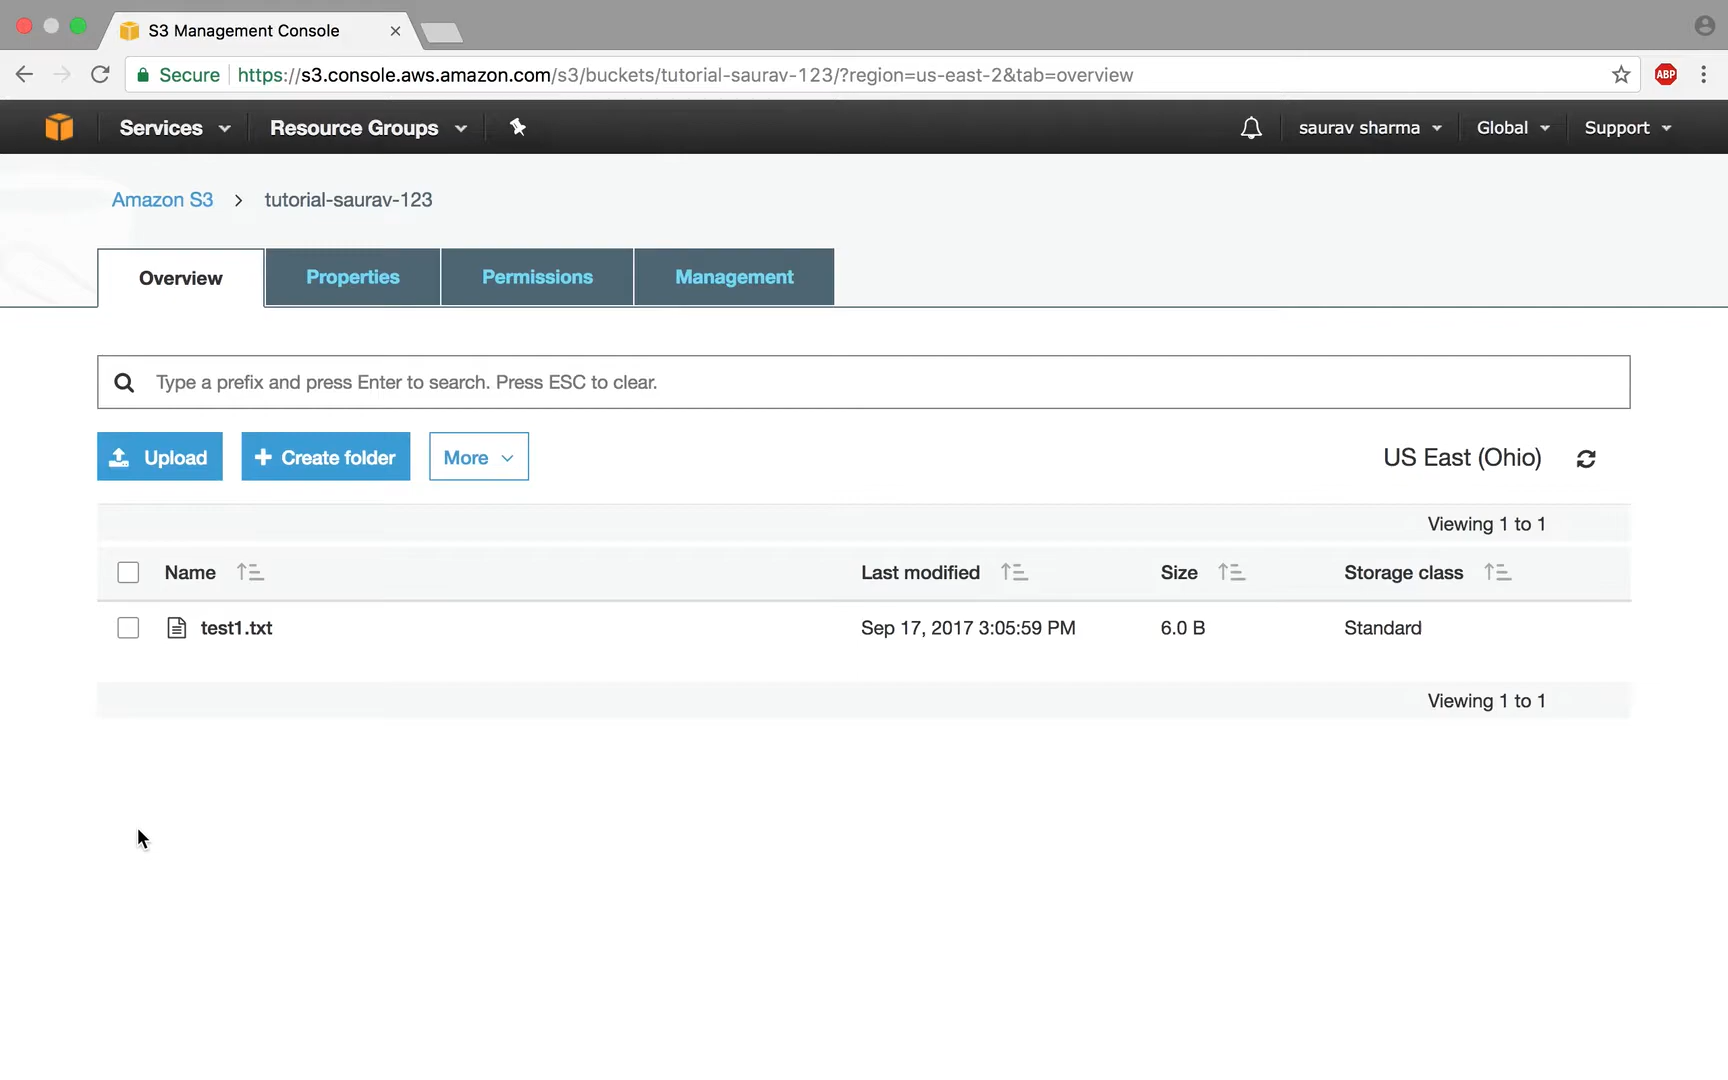 S3 Management Console
Secure https://s3.console.aws.amazon.com/s3/buckets/tutorial-saurav-123/?region=us-east-2&tab=overview
ABP
Services Resource Groups saurav sharma Global Support
Amazon S3 > tutorial-saurav-123
Overview Properties Permissions Management
Type a prefix and press Enter to search. Press ESC to clear.
Upload + Create folder More US East (Ohio)
Viewing 1 to 1
Name Last modified Size Storage class
test1.txt Sep 17, 2017 3:05:59 PM 6.0 B Standard
Viewing 1 to 1